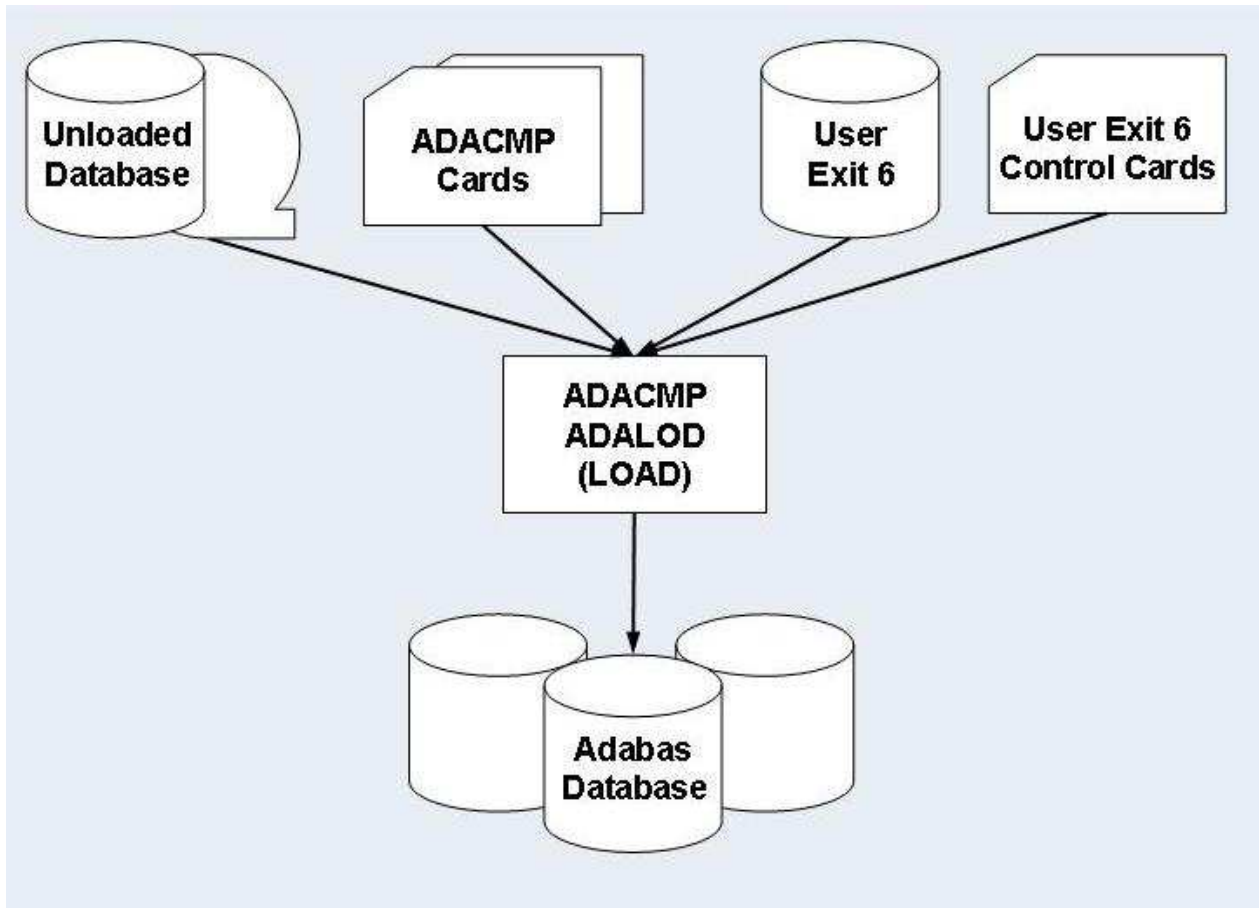 Unloaded
Database
ADACMP
Cards
User
Exit 6
User Exit 6
Control Cards
ADACMP
ADALOD
(LOAD)
Adabas
Database